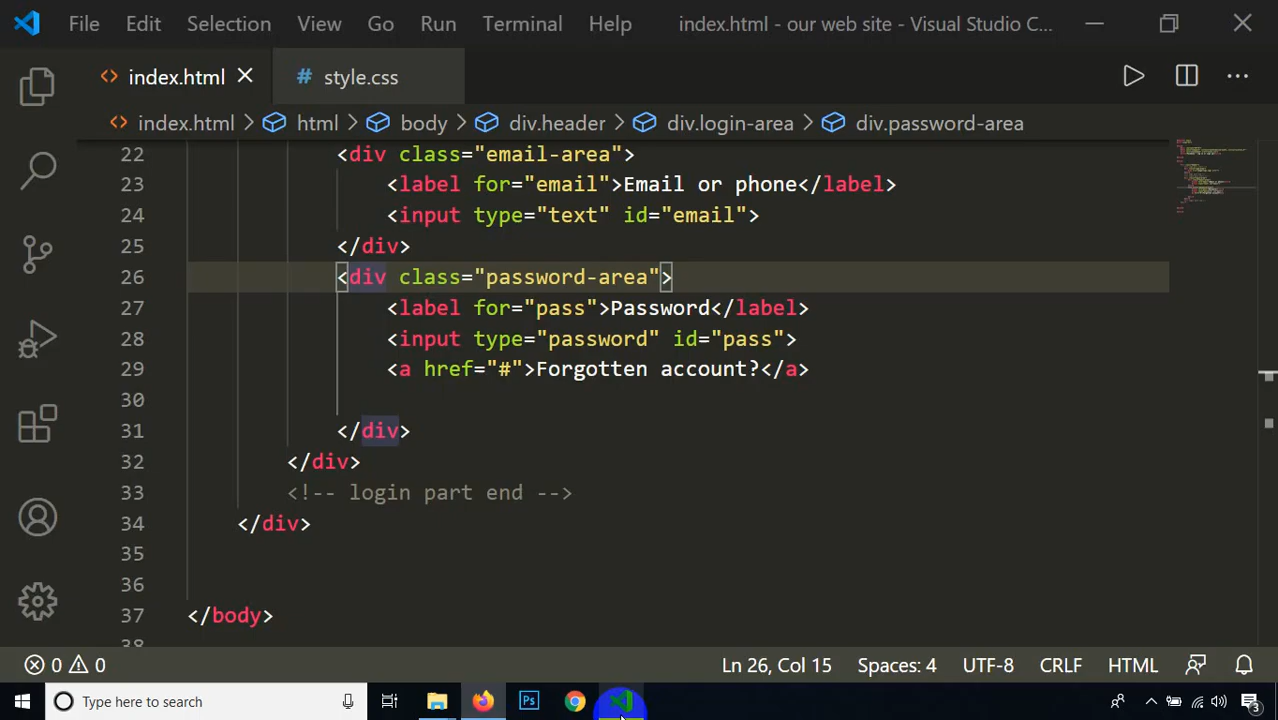 File Edit Selection View Go Run Terminal Help index.html - our web site - Visual Studio C...
index.html # style.css
index.html > html > body > div.header > div.login-area > div.password-area
22 <div class="email-area">
23 <label for="email">Email or phone</label>
24 <input type="text" id="email">
25 </div>
26 <div class="password-area">
27 <label for="pass">Password</label>
28 <input type="password" id="pass">
29 <a href="#">Forgotten account?</a>
30
31 </div>
32 </div>
33 <!-- login part end -->
34 </div>
35
36
37 </body>
38
0 0 Ln 26, Col 15 Spaces: 4 UTF-8 CRLF HTML
Type here to search Ps 3